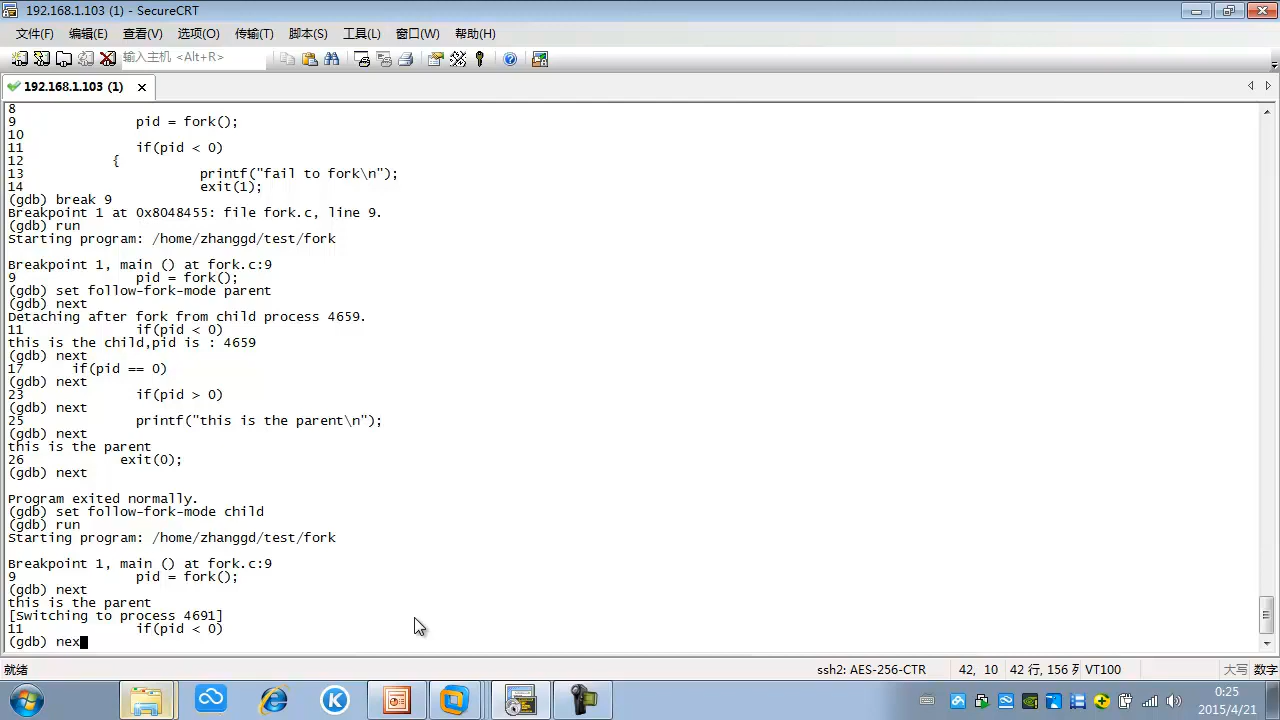 192.168.1.103 (1) - SecureCRT
文件(F) 编辑(E) 查看(V) 选项(O) 传输(T) 脚本(S) 工具(L) 窗口(W) 帮助(H)
输入主机 <Alt+R>
192.168.1.103 (1)
8
9 pid = fork();
10
11 if(pid < 0)
12 {
13 printf("fail to fork\n");
14 exit(1);
(gdb) break 9
Breakpoint 1 at 0x8048455: file fork.c, line 9.
(gdb) run
Starting program: /home/zhanggd/test/fork
Breakpoint 1, main () at fork.c:9
9 pid = fork();
(gdb) set follow-fork-mode parent
(gdb) next
Detaching after fork from child process 4659.
11 if(pid < 0)
this is the child,pid is : 4659
(gdb) next
17 if(pid == 0)
(gdb) next
23 if(pid > 0)
(gdb) next
25 printf("this is the parent\n");
(gdb) next
this is the parent
26 exit(0);
(gdb) next
Program exited normally.
(gdb) set follow-fork-mode child
(gdb) run
Starting program: /home/zhanggd/test/fork
Breakpoint 1, main () at fork.c:9
9 pid = fork();
(gdb) next
this is the parent
[Switching to process 4691]
11 if(pid < 0)
(gdb) nex
就绪 ssh2: AES-256-CTR 42, 10 42 行, 156 列 VT100 大写 数字
0:25
2015/4/21